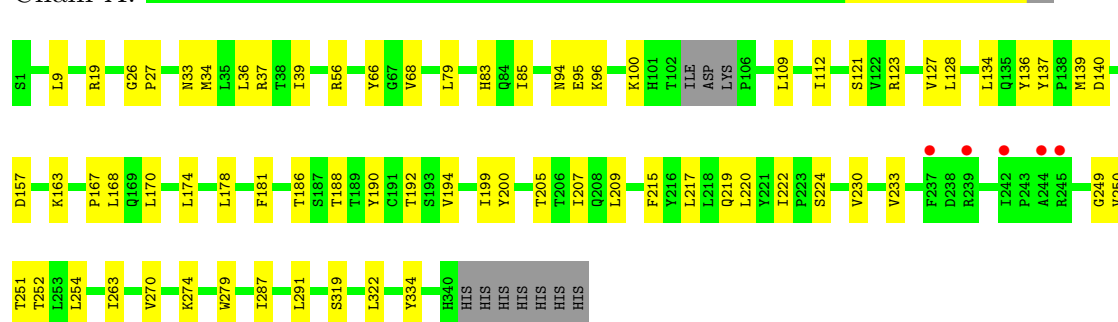 S1 L9 R19 G26 P27 N33 M34 L35 L36 R37 T38 I39 R56 Y66 G67 V68 L79 H83 Q84 I85 N94 E95 K96 K100 H101 T102 ILE ASP LYS P106 L109 I112 S121 V122 R123 V127 L128 L134 Q135 Y136 Y137 P138 M139 D140
D157 K163 P167 L168 Q169 L170 L174 L178 F181 T186 S187 T188 T189 Y190 C191 T192 S193 V194 I199 Y200 T205 T206 I207 Q208 L209 F215 Y216 L217 L218 Q219 L220 Y221 I222 P223 S224 V230 V233 F237 D238 R239 I242 P243 A244 R245 G249
T251 T252 L253 L254 I263 V270 K274 W279 I287 L291 S319 L322 Y334 H340 HIS HIS HIS HIS HIS HIS HIS